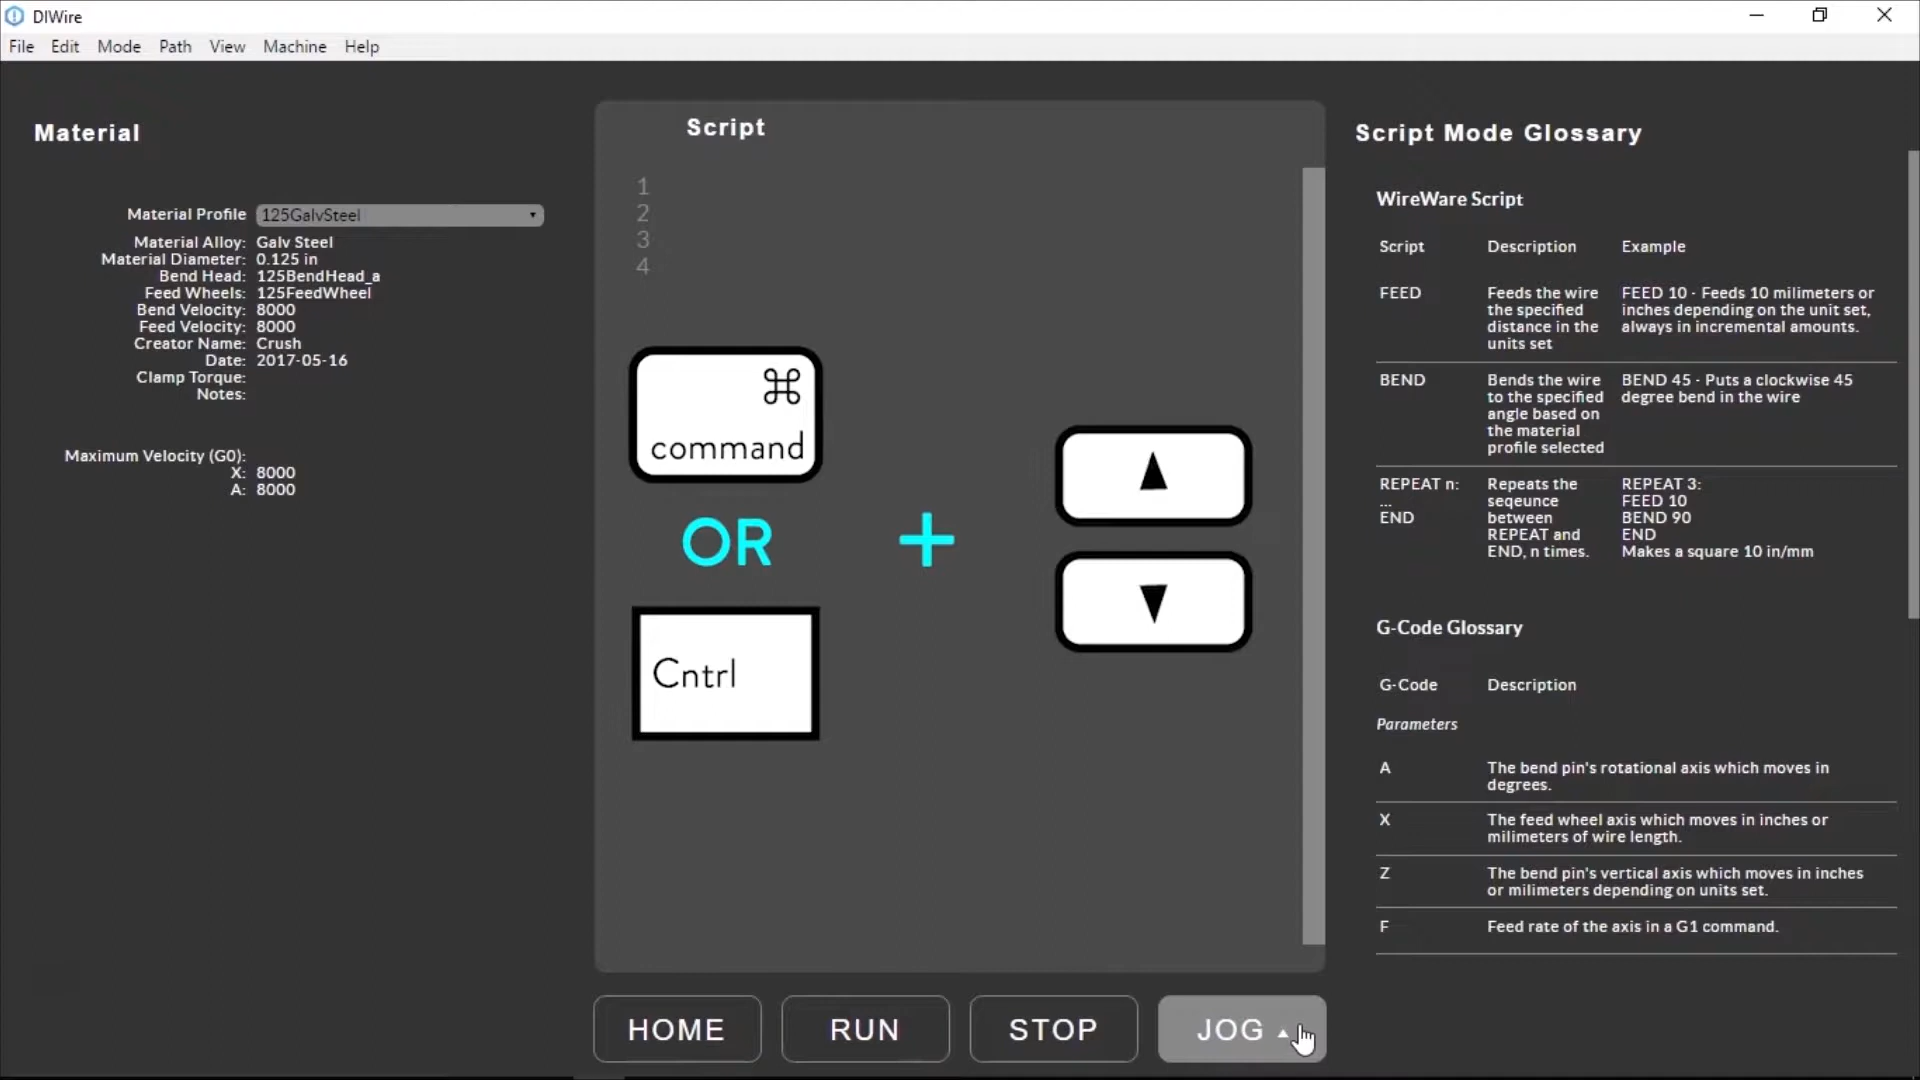 DIWire
File Edit Mode Path View Machine Help
Material
Material Profile 125GalvSteel
Material Alloy: Galv Steel
Material Diameter: 0.125 in
Bend Head: 125BendHead_a
Feed Wheels: 125FeedWheel
Bend Velocity: 8000
Feed Velocity: 8000
Creator Name: Crush
Date: 2017-05-16
Clamp Torque:
Notes:
Maximum Velocity (G0):
X: 8000
A: 8000
Script
1
2
3
4
⌘
command
OR
+
Cntrl
▲
▼
HOME RUN STOP JOG ▲
Script Mode Glossary
WireWare Script
Script Description Example
FEED Feeds the wire FEED 10 - Feeds 10 milimeters or
the specified inches depending on the unit set,
distance in the always in incremental amounts.
units set
BEND Bends the wire BEND 45 - Puts a clockwise 45
to the specified degree bend in the wire
angle based on
the material
profile selected
REPEAT n: Repeats the REPEAT 3:
... seqeunce FEED 10
END between BEND 90
REPEAT and END
END, n times. Makes a square 10 in/mm
G-Code Glossary
G-Code Description
Parameters
A The bend pin's rotational axis which moves in
degrees.
X The feed wheel axis which moves in inches or
milimeters of wire length.
Z The bend pin's vertical axis which moves in inches
or milimeters depending on units set.
F Feed rate of the axis in a G1 command.